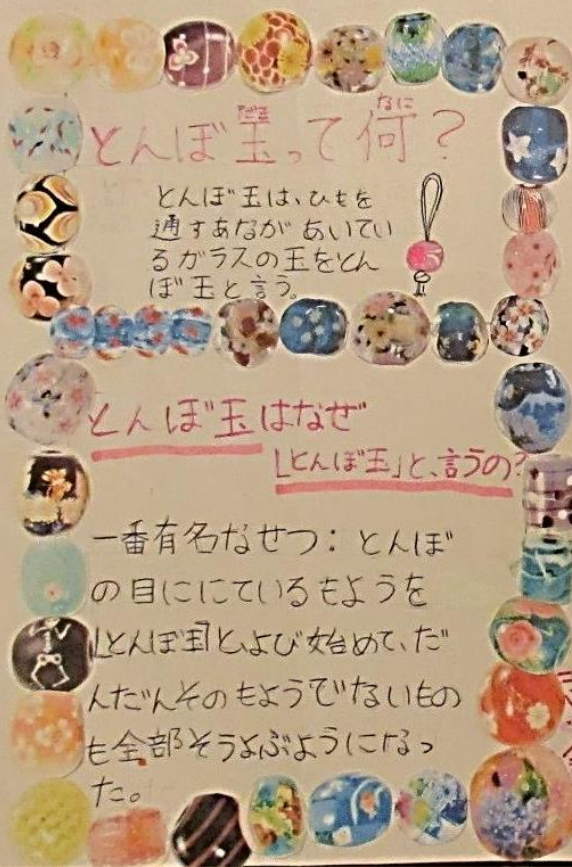 とんぼ玉って何？
とんぼ玉は、ひもを
通すあながあいてい
るガラスの玉をとん
ぼ玉と言う。
とんぼ玉はなぜ
「とんぼ玉」と、言うの？
一番有名なせつ：とんぼ
の目ににているもようを
「とんぼ玉」とよび始めて、だ
んだんそのもようでないもの
も全部そうよぶようになっ
た。